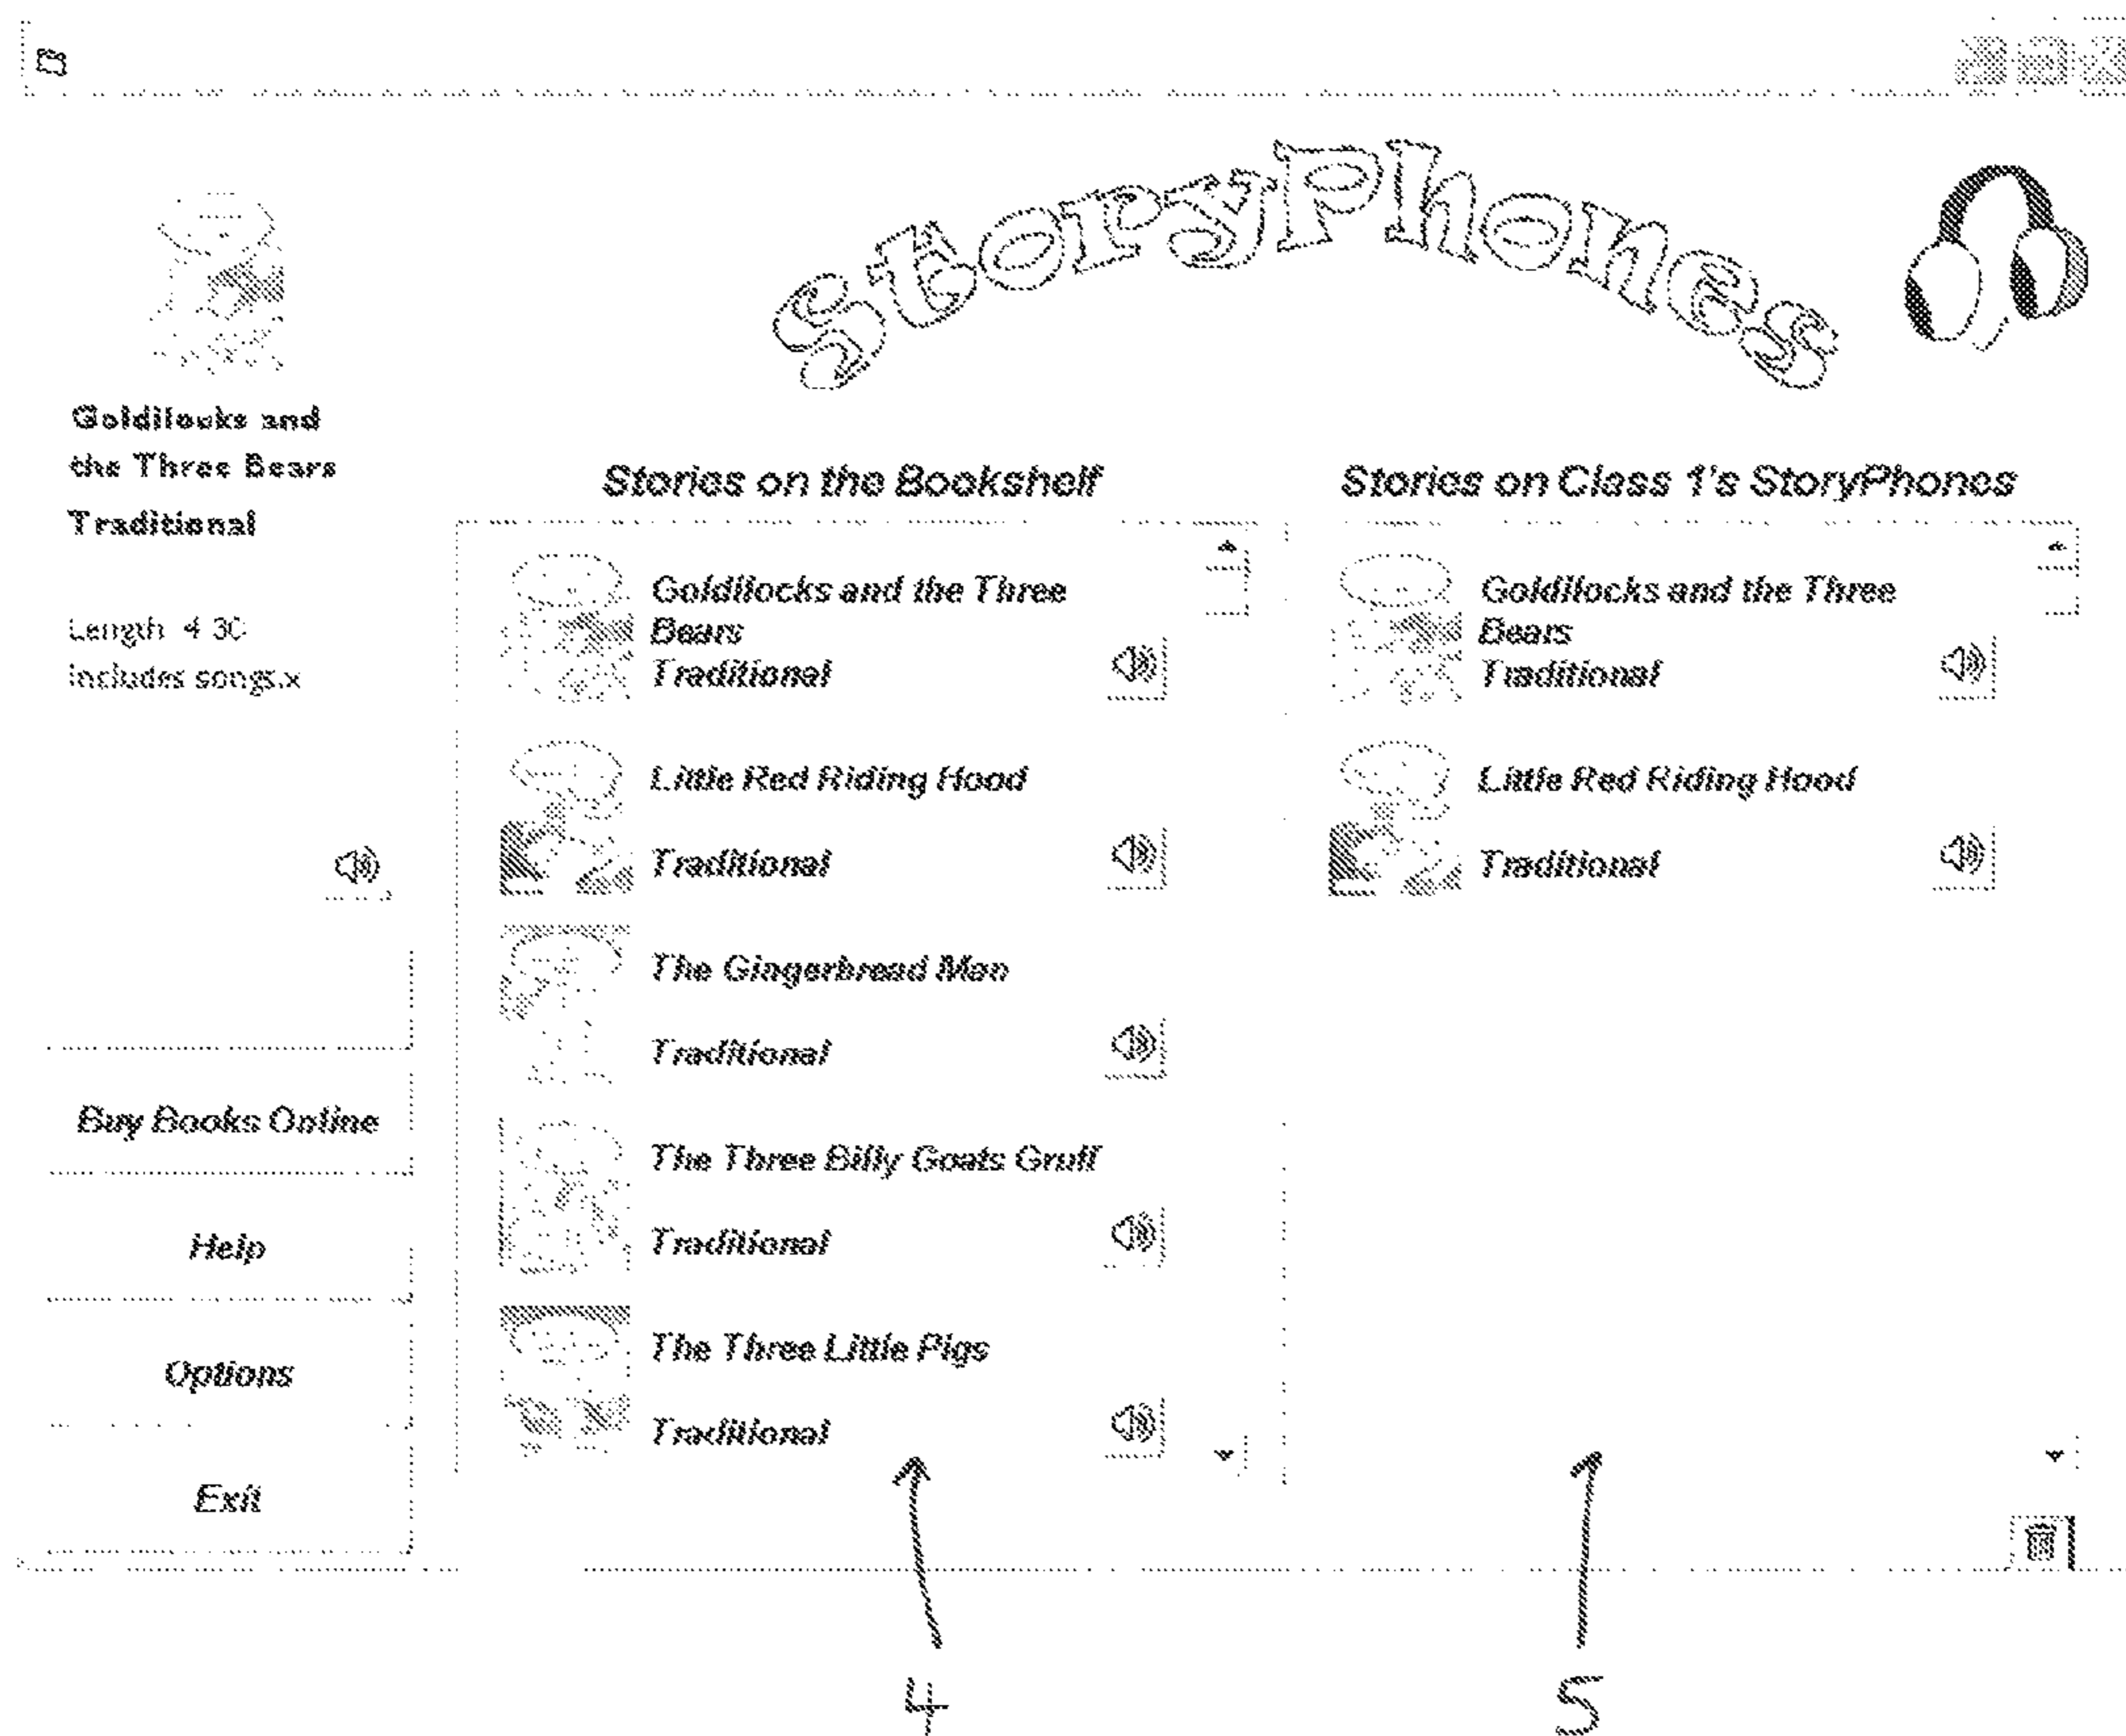 StoryPhones
Goldilocks and
the Three Bears
Traditional
Length 4 30
includes songs.x
Buy Books Online
Help
Options
Exit
Stories on the Bookshelf
Goldilocks and the Three
Bears
Traditional
Little Red Riding Hood
Traditional
The Gingerbread Man
Traditional
The Three Billy Goats Gruff
Traditional
The Three Little Pigs
Traditional
Stories on Class 1's StoryPhones
Goldilocks and the Three
Bears
Traditional
Little Red Riding Hood
Traditional
4
5